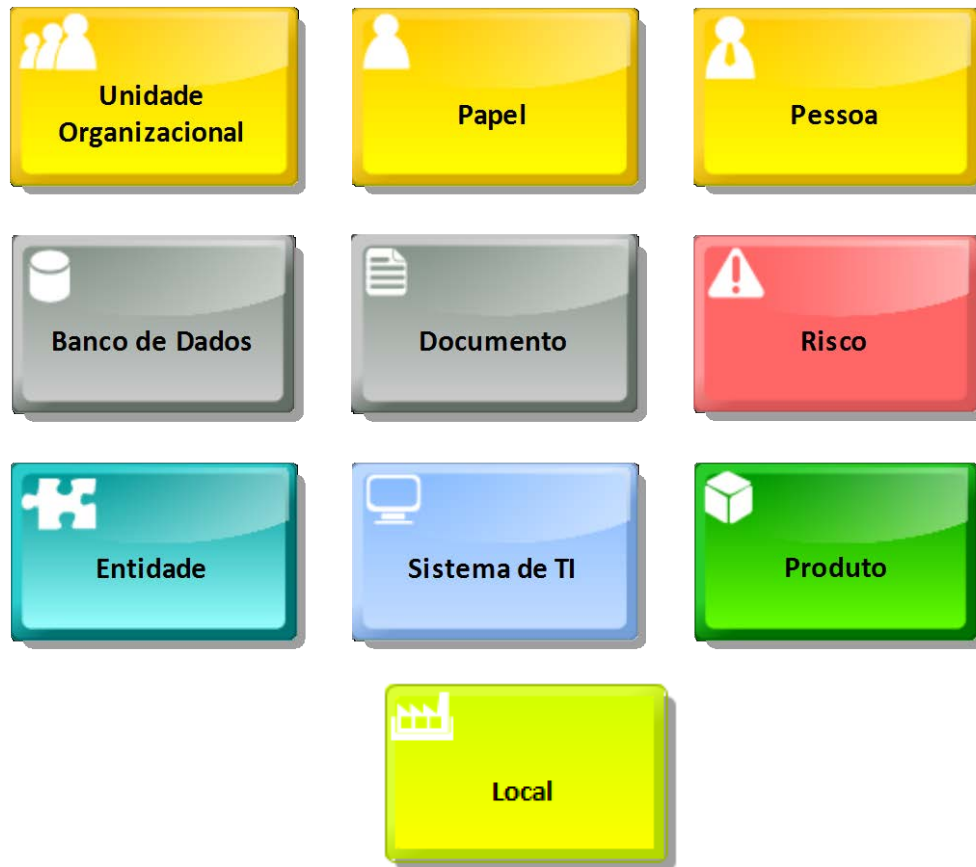 Unidade
Organizacional
Papel
Pessoa
Banco de Dados
Documento
Risco
Entidade
Sistema de TI
Produto
Local